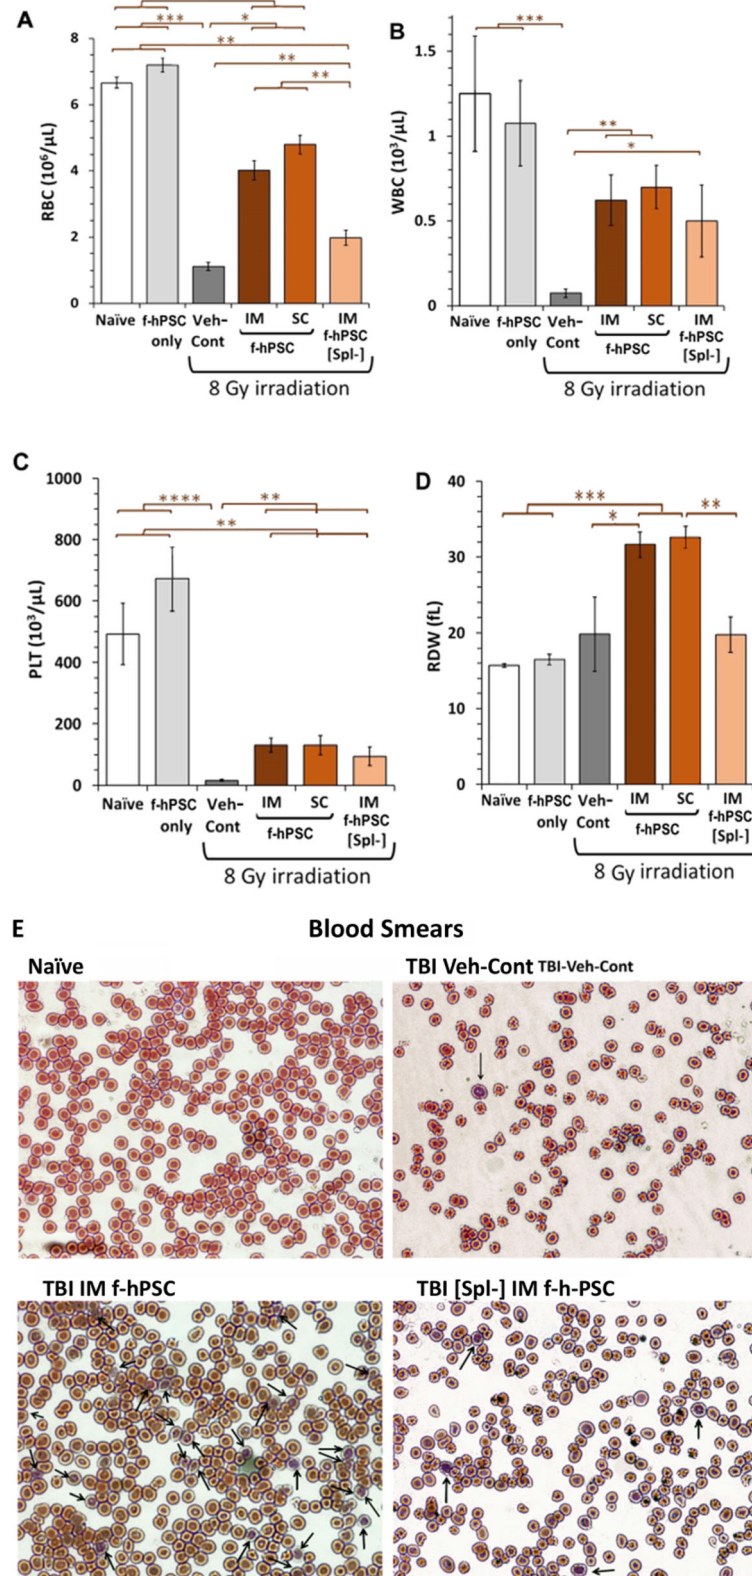 A
***
*
**
**
**
8
6
4
2
0
RBC (10⁶/µL)
Naïve
f-hPSC only
Veh-Cont
IM
SC
f-hPSC
IM f-hPSC [Spl-]
8 Gy irradiation
B
***
**
*
1.5
1
0.5
0
WBC (10³/µL)
Naïve
f-hPSC only
Veh-Cont
IM
SC
f-hPSC
IM f-hPSC [Spl-]
8 Gy irradiation
C
****
**
**
1000
800
600
400
200
0
PLT (10³/µL)
Naïve
f-hPSC only
Veh-Cont
IM
SC
f-hPSC
IM f-hPSC [Spl-]
8 Gy irradiation
D
***
*
**
40
30
20
10
0
RDW (fL)
Naïve
f-hPSC only
Veh-Cont
IM
SC
f-hPSC
IM f-hPSC [Spl-]
8 Gy irradiation
E
Blood Smears
Naïve
TBI Veh-Cont TBI-Veh-Cont
TBI IM f-hPSC
TBI [Spl-] IM f-h-PSC